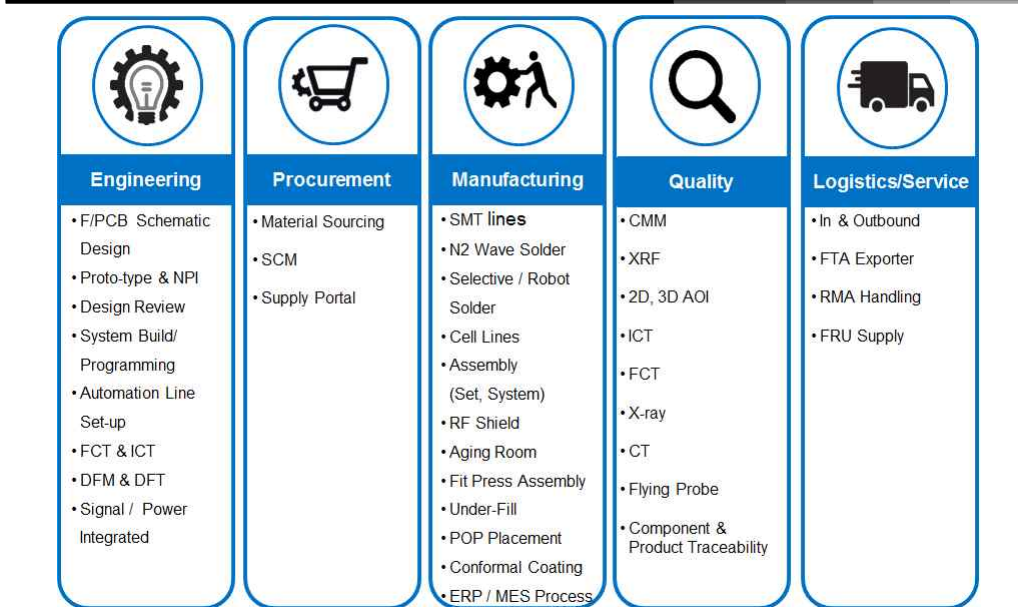 Engineering
• F/PCB Schematic
Design
• Proto-type & NPI
• Design Review
• System Build/
Programming
• Automation Line
Set-up
• FCT & ICT
• DFM & DFT
• Signal / Power
Integrated
Procurement
• Material Sourcing
• SCM
• Supply Portal
Manufacturing
• SMT lines
• N2 Wave Solder
• Selective / Robot
Solder
• Cell Lines
• Assembly
(Set, System)
• RF Shield
• Aging Room
• Fit Press Assembly
• Under-Fill
• POP Placement
• Conformal Coating
• ERP / MES Process
Quality
• CMM
• XRF
• 2D, 3D AOI
• ICT
• FCT
• X-ray
• CT
• Flying Probe
• Component &
Product Traceability
Logistics/Service
• In & Outbound
• FTA Exporter
• RMA Handling
• FRU Supply